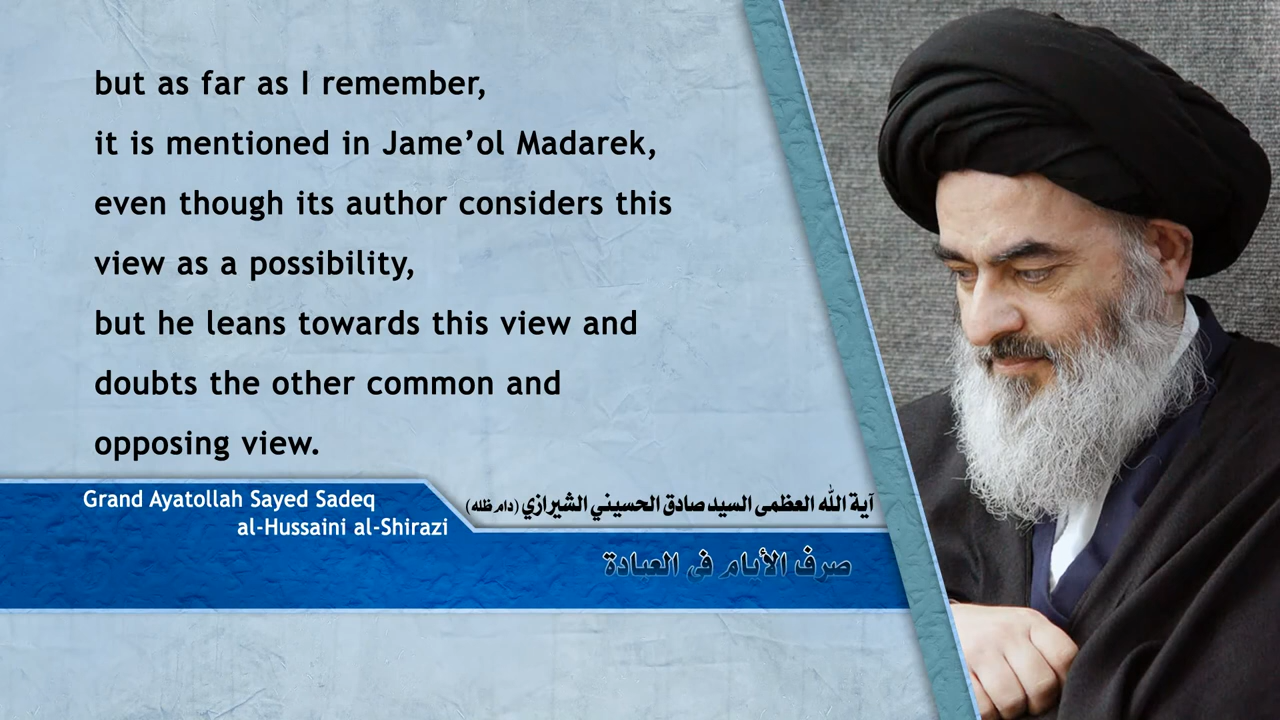 but as far as I remember,
it is mentioned in Jame’ol Madarek,
even though its author considers this
view as a possibility,
but he leans towards this view and
doubts the other common and
opposing view.
Grand Ayatollah Sayed Sadeq
al-Hussaini al-Shirazi
آية الله العظمى السيد صادق الحسيني الشيرازي (دام ظله)
صرف الأيام في العبادة